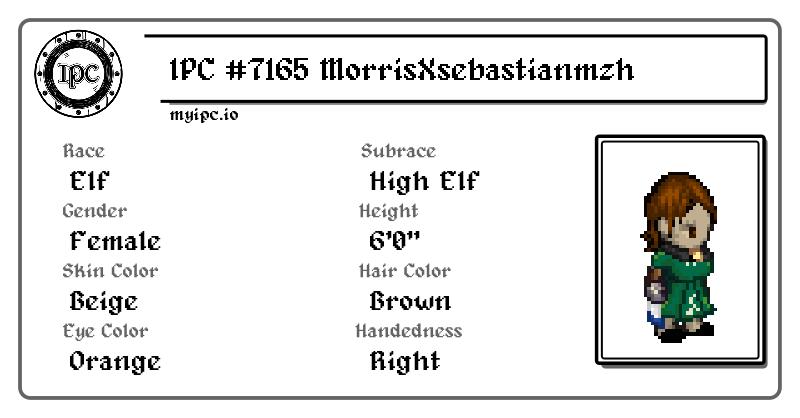 IPC
IPC #7165 MorrisXsebastianmzh
myipc.io
Race
Elf
Subrace
High Elf
Gender
Female
Height
6'0"
Skin Color
Beige
Hair Color
Brown
Eye Color
Orange
Handedness
Right